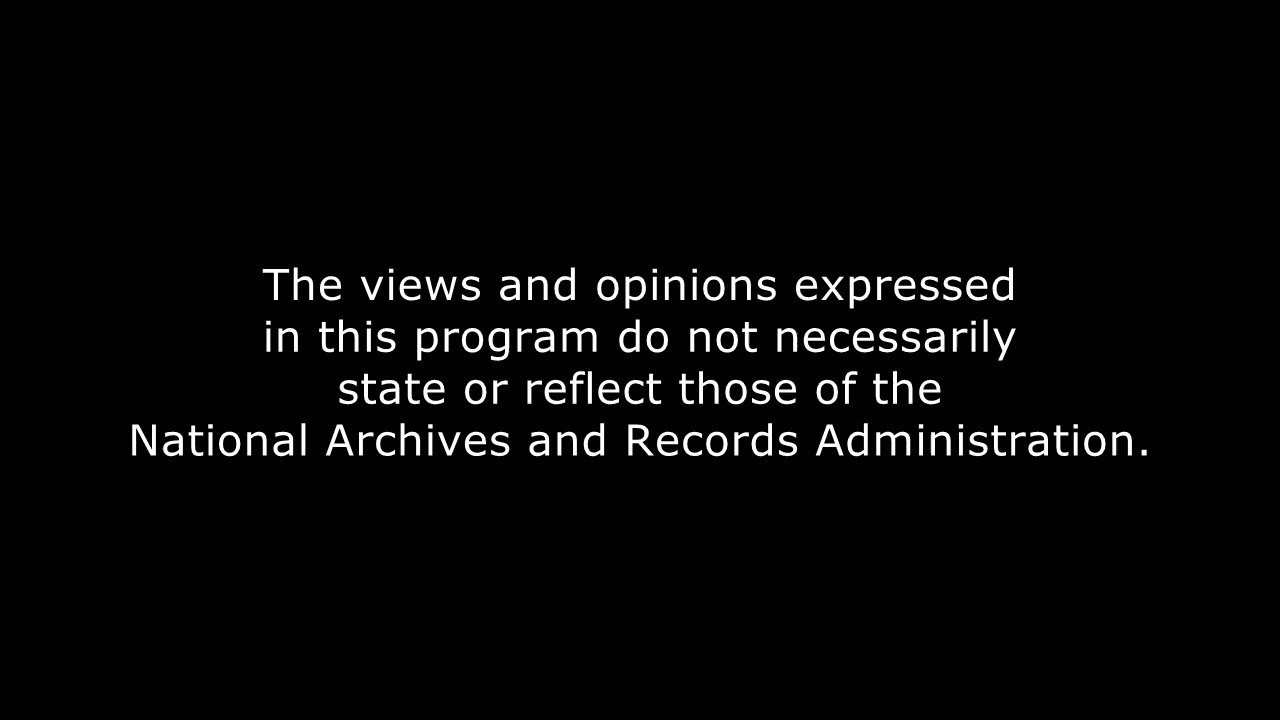 The views and opinions expressed
in this program do not necessarily
state or reflect those of the
National Archives and Records Administration.